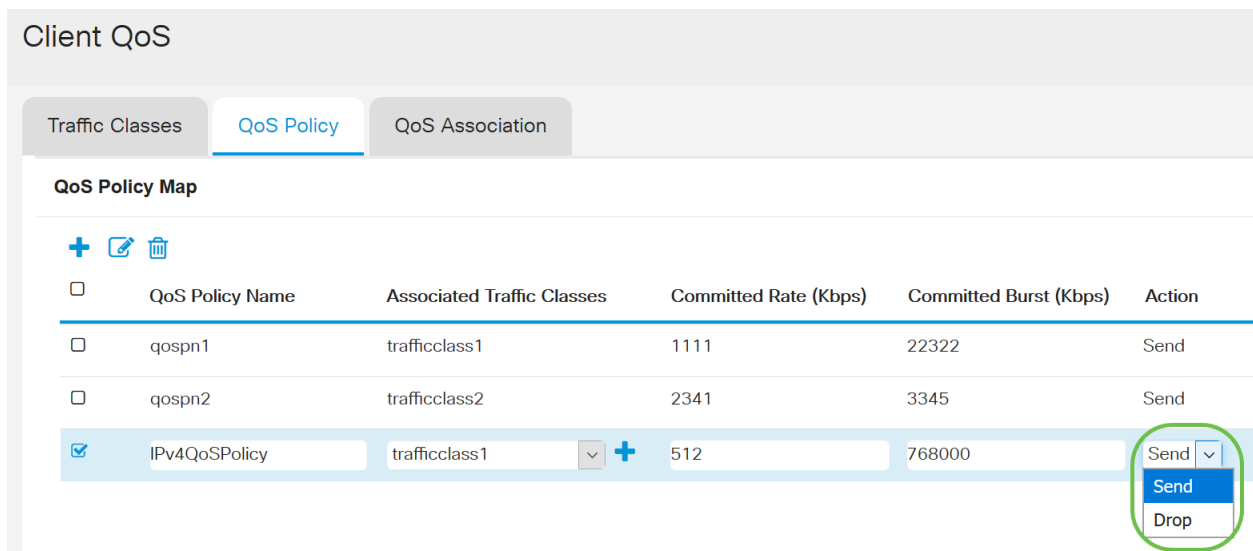 Client QoS
Traffic Classes QoS Policy QoS Association
QoS Policy Map
QoS Policy Name Associated Traffic Classes Committed Rate (Kbps) Committed Burst (Kbps) Action
qospn1 trafficclass1 1111 22322 Send
qospn2 trafficclass2 2341 3345 Send
IPv4QoSPolicy trafficclass1 512 768000 Send
Send
Drop